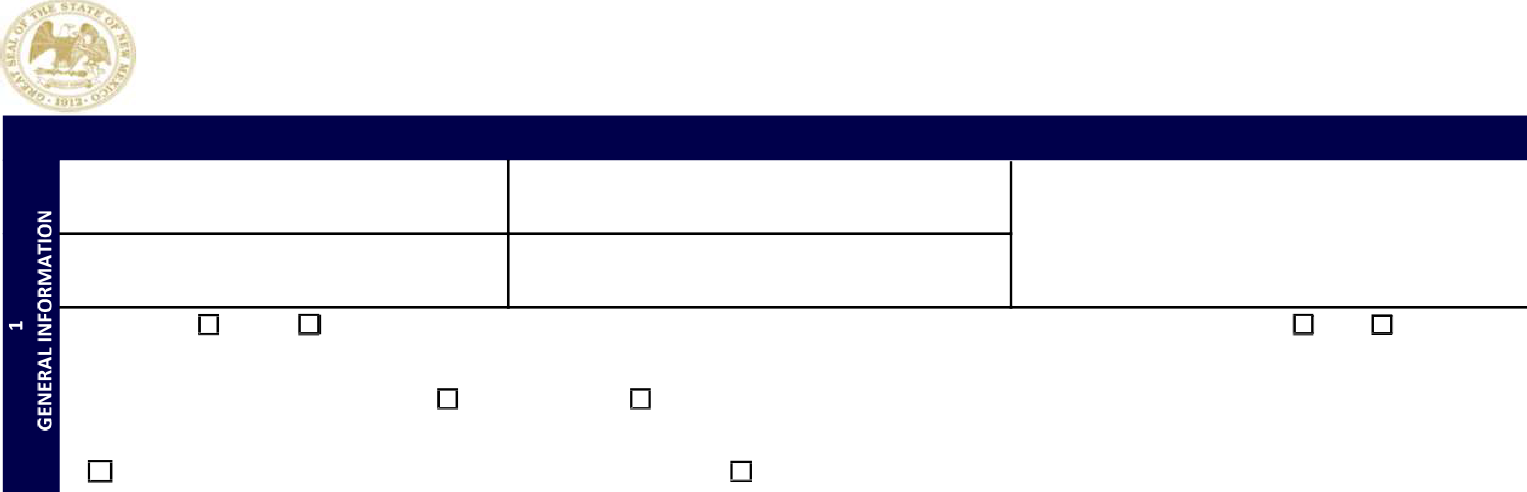 GREAT SEAL OF THE STATE OF NEW MEXICO
· 1912 ·
1
GENERAL INFORMATION